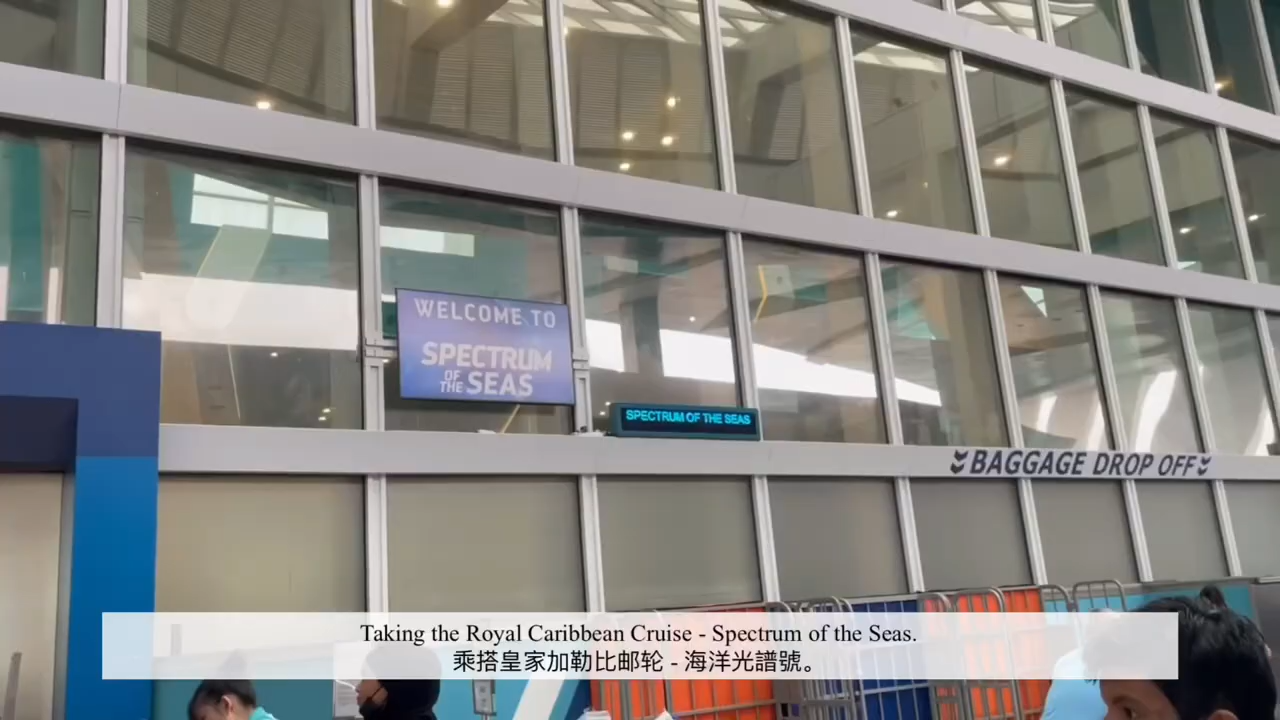 WELCOME TO
SPECTRUM
OF THE SEAS
SPECTRUM OF THE SEAS
BAGGAGE DROP OFF
Taking the Royal Caribbean Cruise - Spectrum of the Seas.
乘搭皇家加勒比邮轮 - 海洋光譜號。